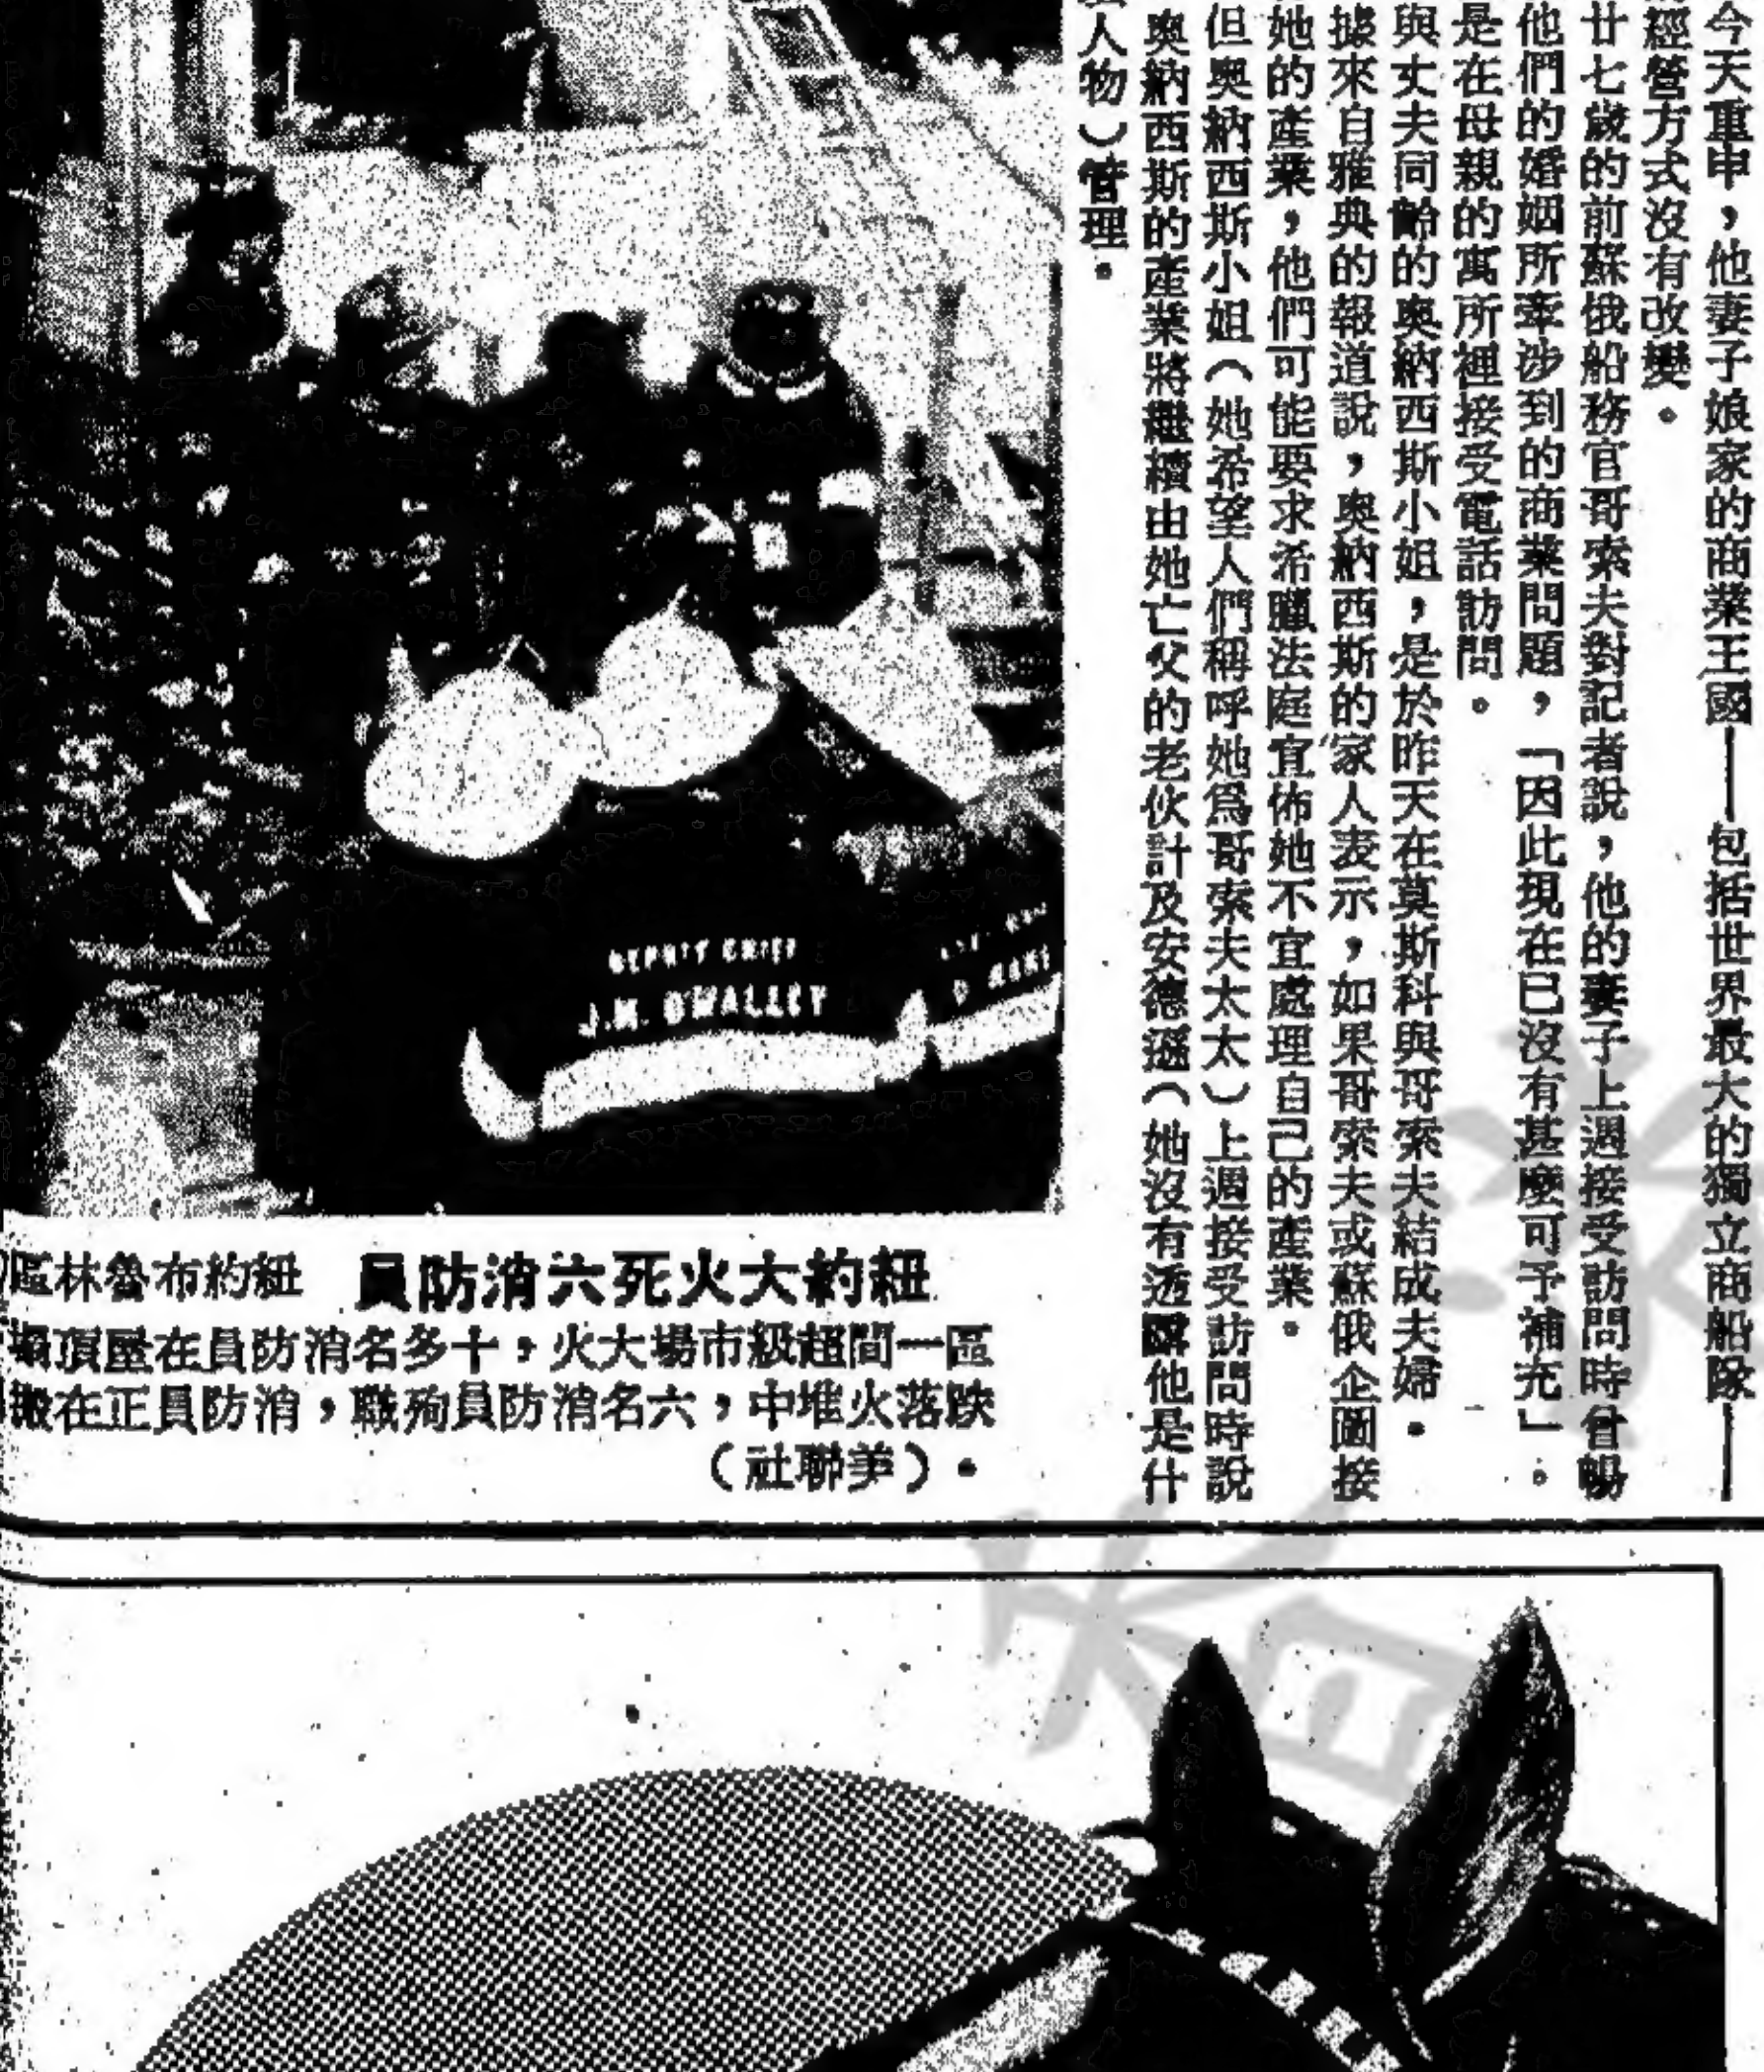 今天重申，他妻子娘家的商業王國——包括世界最大的獨立商船隊——
經營方式沒有改變。
廿七歲的前蘇俄船務官哥索夫對記者說，他的妻子上週接受訪問時曾暢
他們的婚姻所牽涉到的商業問題，「因此現在已沒有甚麼可予補充」。
是在母親的寓所裡接受電話訪問。
與丈夫同齡的奧納西斯小姐，是於昨天在莫斯科與哥索夫結成夫婦。
據來自雅典的報道說，奧納西斯的家人表示，如果哥索夫或蘇俄企圖接
她的產業，他們可能要求希臘法庭宣佈她不宜處理自己的產業。
但奧納西斯小姐（她希望人們稱呼她爲哥索夫太太）上週接受訪問時說
奧納西斯的產業將繼續由她亡父的老伙計及安德遜（她沒有透露他是什
人物）管理。
DEPUTY CHIEF
J.M. O'MALLEY
紐約大火死六消防員　紐約布魯林區
區一間超級市場大火，十多名消防員在屋頂塌
跌落火堆中，六名消防員殉職，消防員正在搬
。（美聯社）